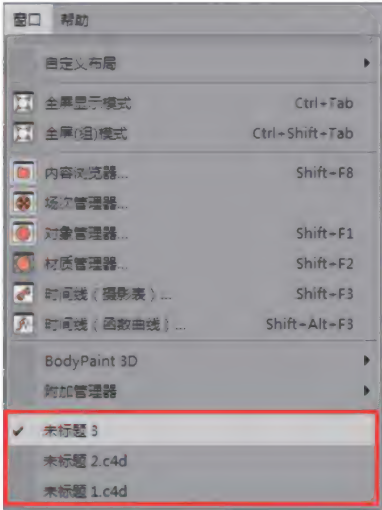 窗口 帮助
自定义布局
全屏显示模式 Ctrl+Tab
全屏(组)模式 Ctrl+Shift+Tab
内容浏览器... Shift+F8
场次管理器...
对象管理器... Shift+F1
材质管理器... Shift+F2
时间线（摄影表）... Shift+F3
时间线（函数曲线）... Shift+Alt+F3
BodyPaint 3D
附加管理器
未标题 3
未标题 2.c4d
未标题 1.c4d